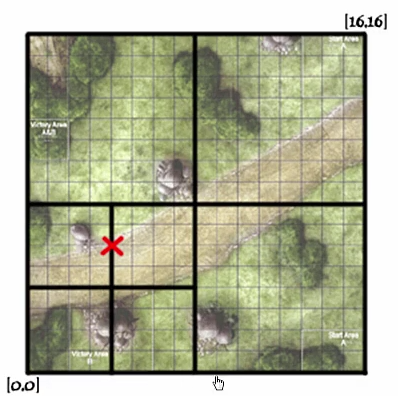 [16,16]
Start Area
A
Victory Area
A&B
Start Area
A
Victory Area
B
[0,0]